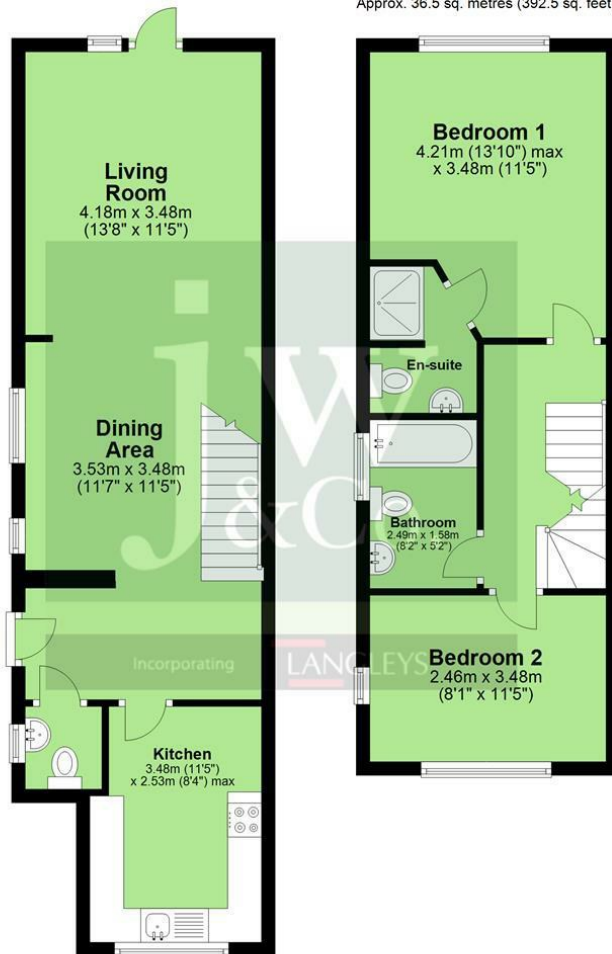 Approx. 36.5 sq. metres (392.5 sq. feet
Living
Room
4.18m x 3.48m
(13'8" x 11'5")
Dining
Area
3.53m x 3.48m
(11'7" x 11'5")
Kitchen
3.48m (11'5")
x 2.53m (8'4") max
Bedroom 1
4.21m (13'10") max
x 3.48m (11'5")
En-suite
Bathroom
2.49m x 1.58m
(8'2" x 5'2")
Bedroom 2
2.46m x 3.48m
(8'1" x 11'5")
jw
&Co
Incorporating LANGLEYS